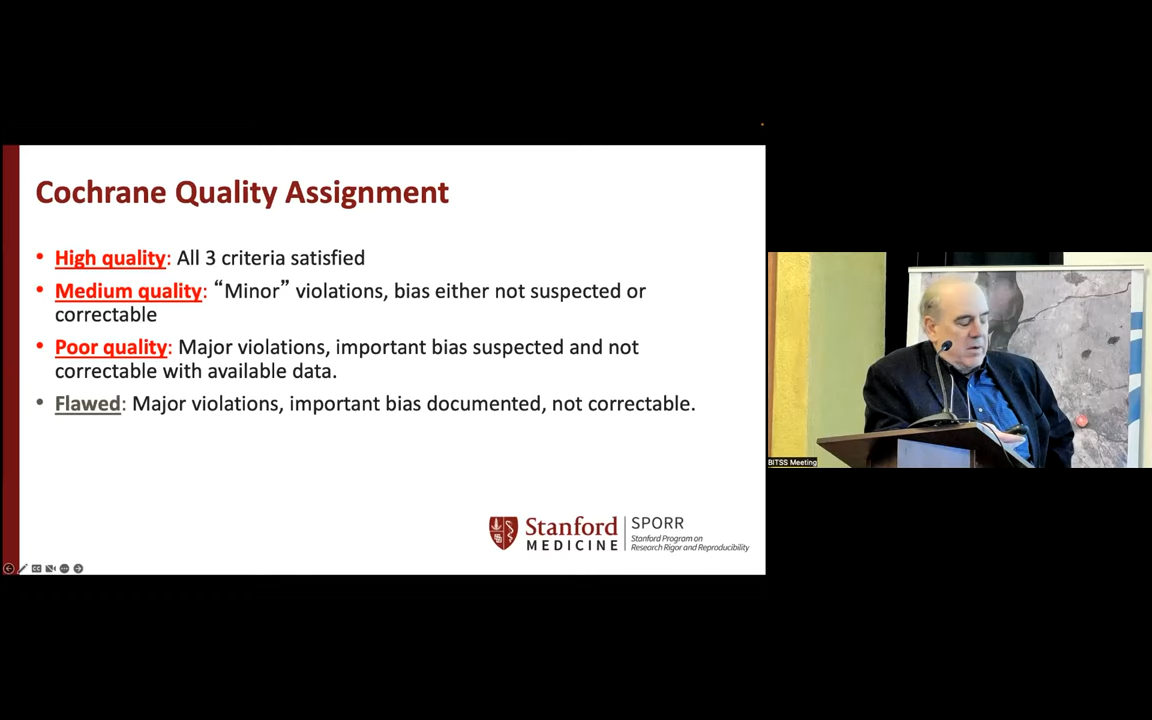 Cochrane Quality Assignment
• High quality: All 3 criteria satisfied
• Medium quality: “Minor” violations, bias either not suspected or
correctable
• Poor quality: Major violations, important bias suspected and not
correctable with available data.
• Flawed: Major violations, important bias documented, not correctable.
Stanford
MEDICINE
SPORR
Stanford Program on
Research Rigor and Reproducibility
BITSS Meeting